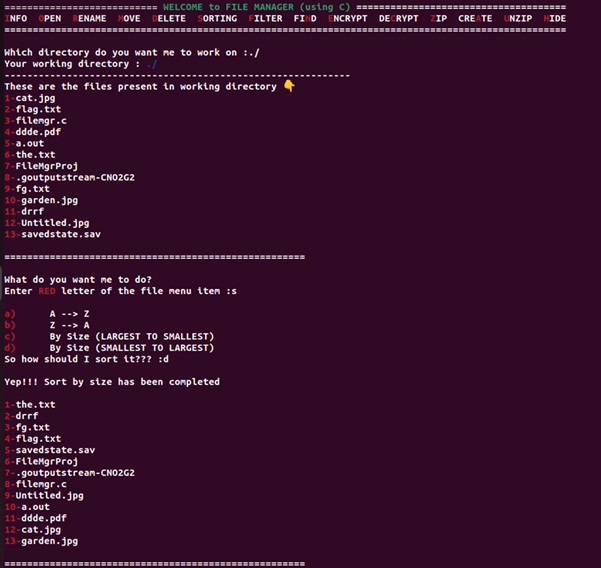 =========================== WELCOME to FILE MANAGER (using C) =====================================
INFO OPEN RENAME MOVE DELETE SORTING FILTER FIND ENCRYPT DECRYPT ZIP CREATE UNZIP HIDE
===================================================================================================
Which directory do you want me to work on :./
Your working directory : ./
-------------------------------------------------------------
These are the files present in working directory 👇
1-cat.jpg
2-flag.txt
3-filemgr.c
4-ddde.pdf
5-a.out
6-the.txt
7-FileMgrProj
8-.goutputstream-CNO2G2
9-fg.txt
10-garden.jpg
11-drrf
12-Untitled.jpg
13-savedstate.sav
=====================================================
What do you want me to do?
Enter RED letter of the file menu item :s
a) A --> Z
b) Z --> A
c) By Size (LARGEST TO SMALLEST)
d) By Size (SMALLEST TO LARGEST)
So how should I sort it??? :d
Yep!!! Sort by size has been completed
1-the.txt
2-drrf
3-fg.txt
4-flag.txt
5-savedstate.sav
6-FileMgrProj
7-.goutputstream-CNO2G2
8-filemgr.c
9-Untitled.jpg
10-a.out
11-ddde.pdf
12-cat.jpg
13-garden.jpg
=====================================================